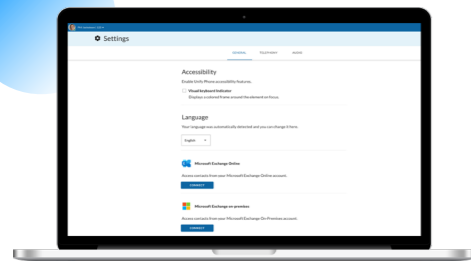 Settings
GENERAL TELEPHONY AUDIO
Accessibility
Enable Unify Phone accessibility features.
Visual keyboard indicator
Displays a colored frame around the element on focus.
Language
Your language was automatically detected and you can change it here.
English
Microsoft Exchange Online
Access contacts from your Microsoft Exchange Online account.
CONNECT
Microsoft Exchange on-premises
Access contacts from your Microsoft Exchange On-Premises account.
CONNECT